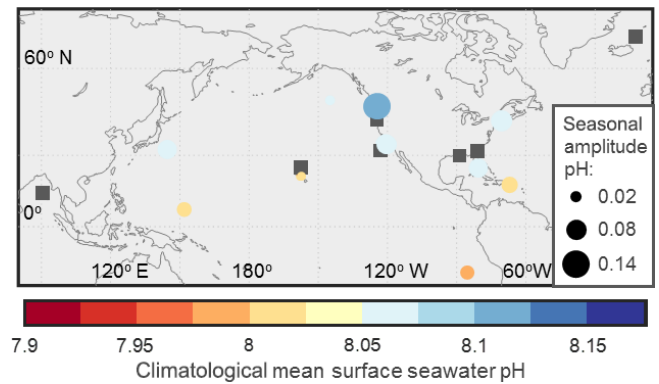 60° N
Seasonal
amplitude
pH:
0.02
0.08
0.14
0°
120° E
180°
120° W
60°W
7.9
7.95
8
8.05
8.1
8.15
Climatological mean surface seawater pH